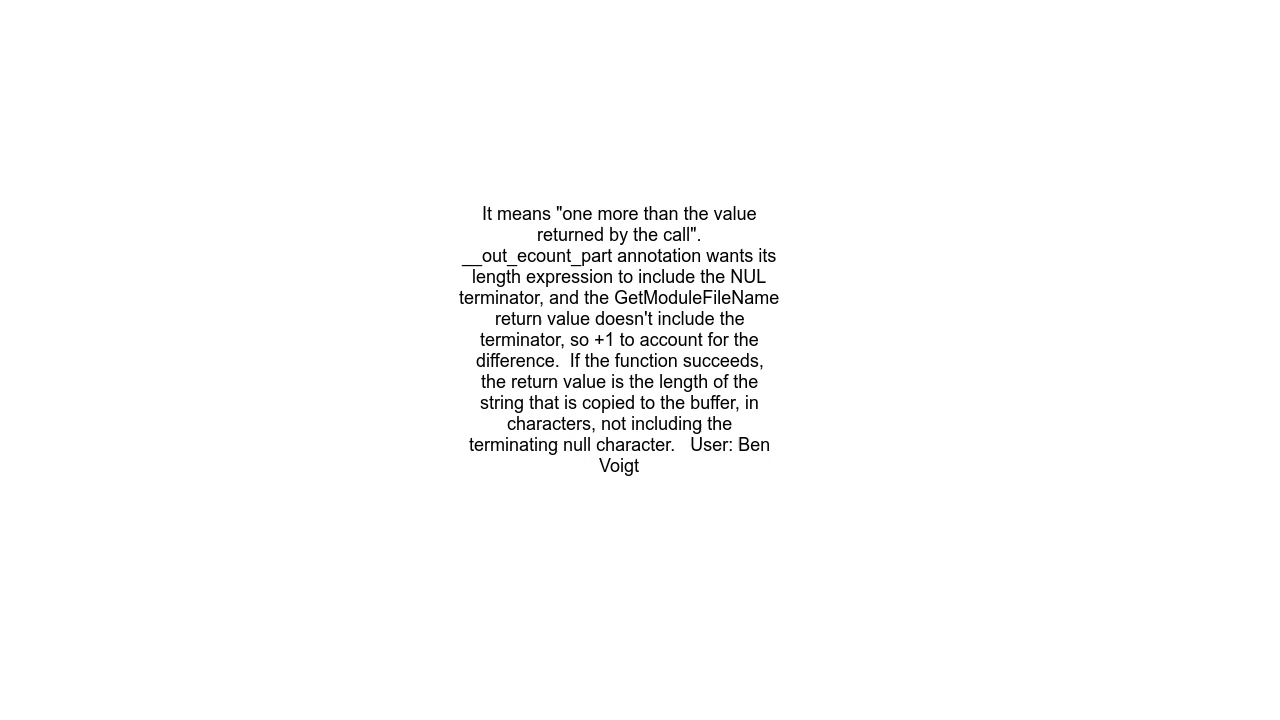 It means "one more than the value
returned by the call".
__out_ecount_part annotation wants its
length expression to include the NUL
terminator, and the GetModuleFileName
return value doesn't include the
terminator, so +1 to account for the
difference.  If the function succeeds,
the return value is the length of the
string that is copied to the buffer, in
characters, not including the
terminating null character.   User: Ben
Voigt